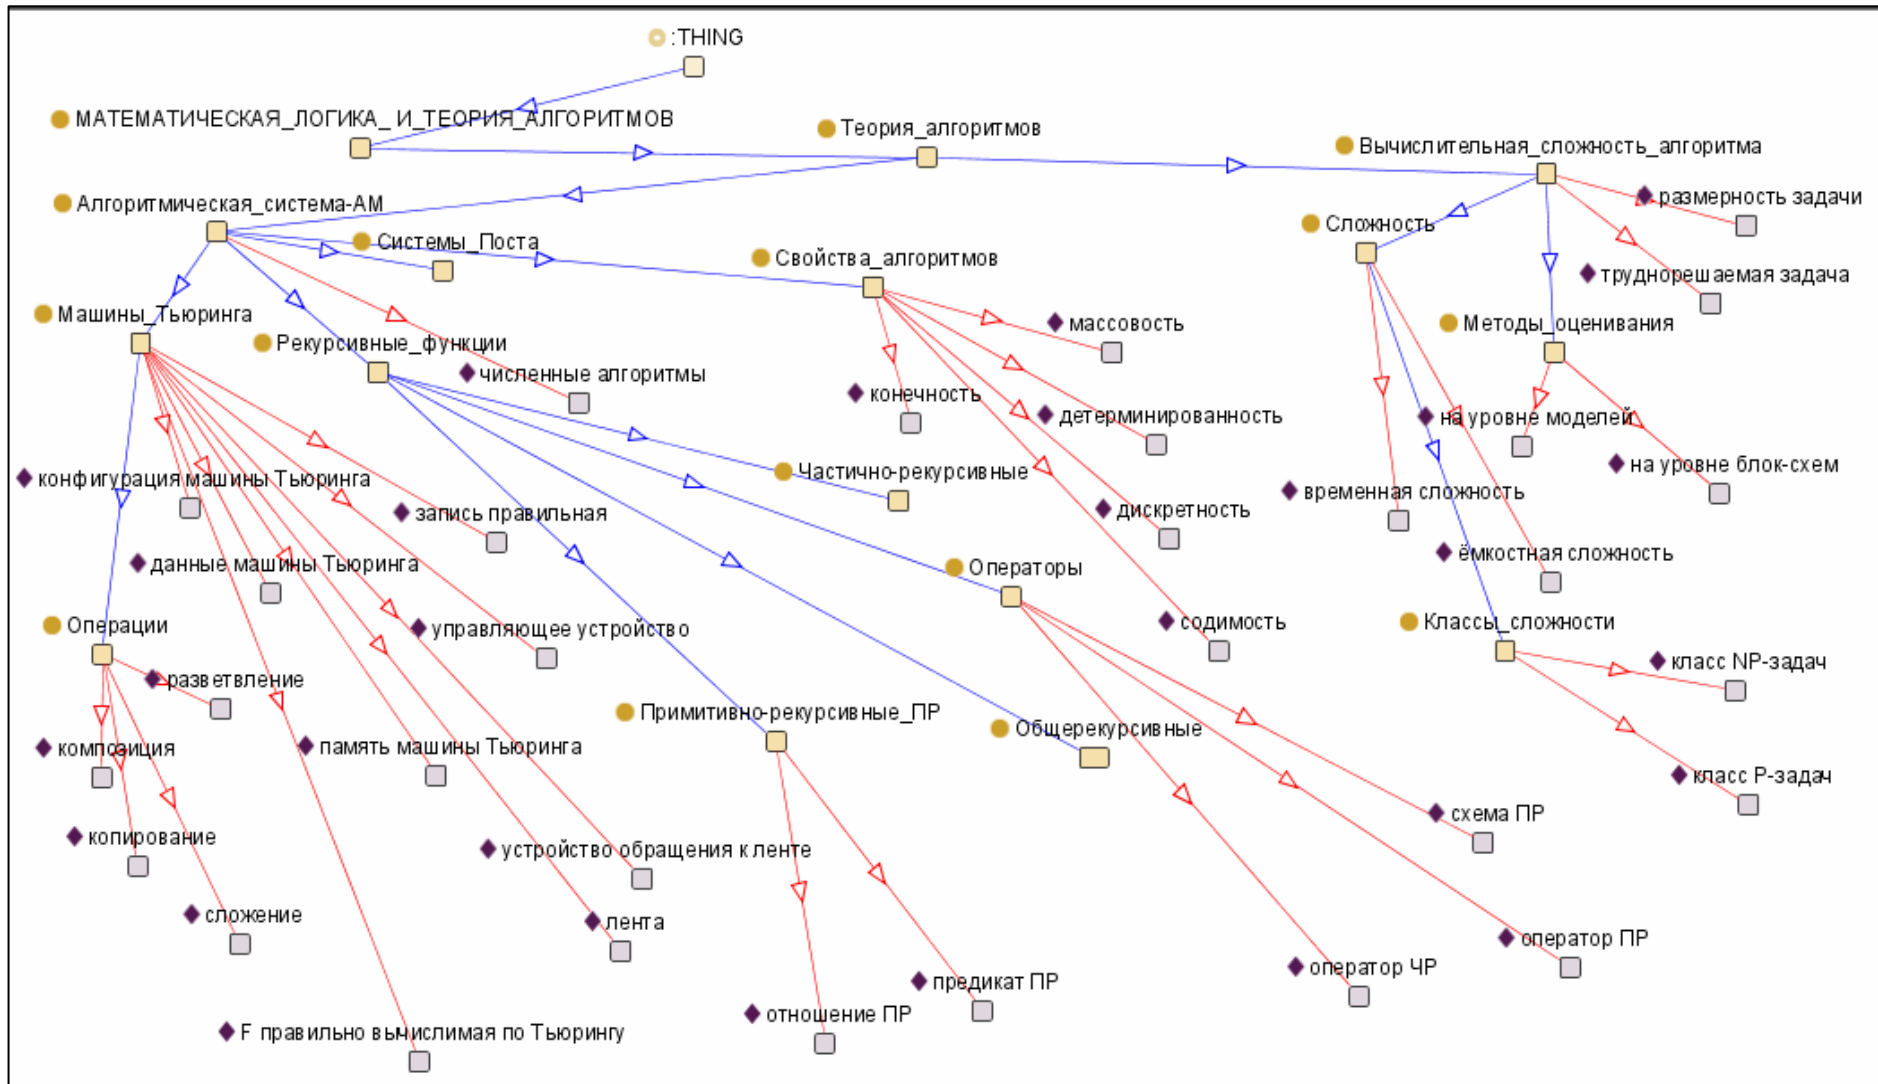 :THING
МАТЕМАТИЧЕСКАЯ_ЛОГИКА_ И_ТЕОРИЯ_АЛГОРИТМОВ
Теория_алгоритмов
Вычислительная_сложность_алгоритма
размерность задачи
Алгоритмическая_система-АМ
Системы_Поста
Свойства_алгоритмов
Сложность
труднорешаемая задача
Машины_Тьюринга
Рекурсивные_функции
массовость
Методы_оценивания
численные алгоритмы
конечность
детерминированность
на уровне моделей
на уровне блок-схем
конфигурация машины Тьюринга
Частично-рекурсивные
временная сложность
запись правильная
дискретность
данные машины Тьюринга
Операторы
ёмкостная сложность
Операции
управляющее устройство
содимость
Классы_сложности
класс NP-задач
разветвление
Примитивно-рекурсивные_ПР
Общерекурсивные
композиция
память машины Тьюринга
класс P-задач
схема ПР
копирование
устройство обращения к ленте
сложение
лента
оператор ПР
оператор ЧР
предикат ПР
отношение ПР
F правильно вычислимая по Тьюрингу